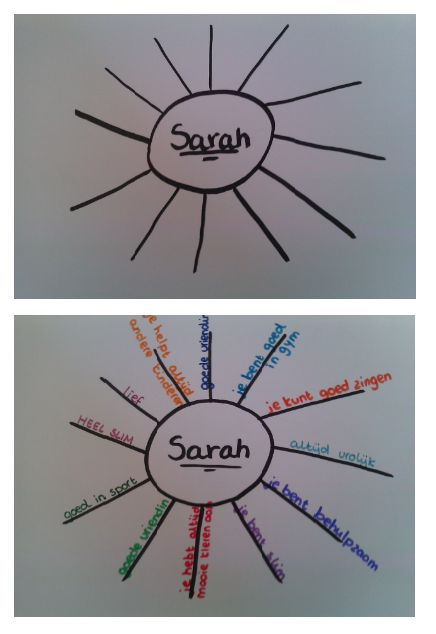 Sarah
Sarah
je helpt altijd
andere kinderen
goede vriendin
je bent goed
in gym
je kunt goed zingen
altijd vrolijk
je bent behulpzaam
je bent slim
je hebt altijd
mooie kleren aan
goede vriendin
goed in sport
HEEL SLIM
lief